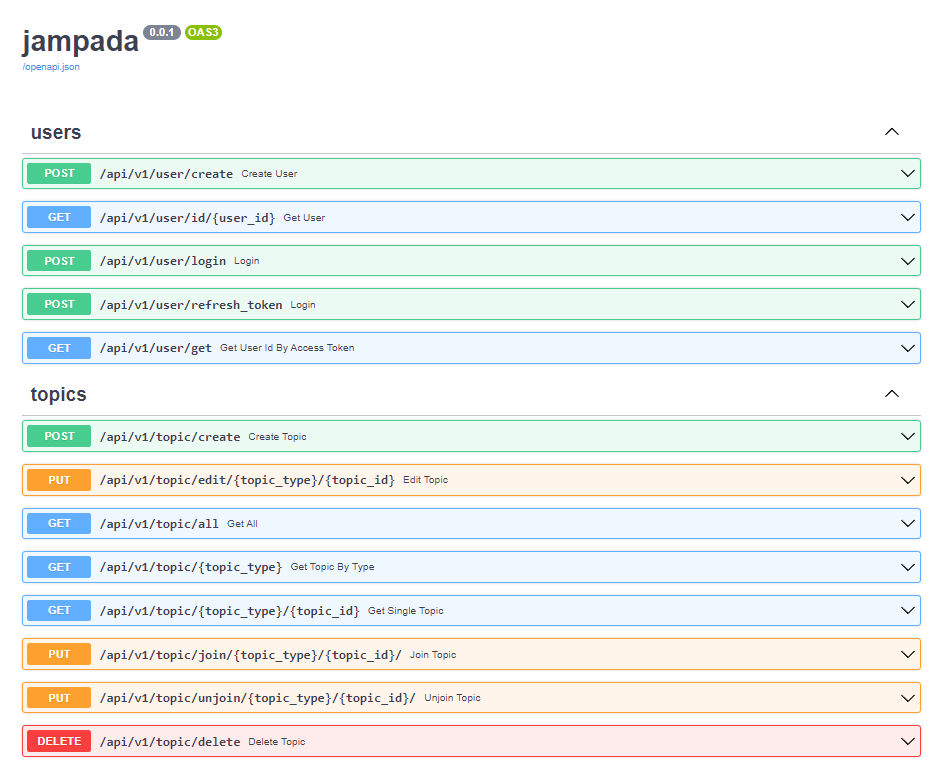 jampada 0.0.1 OAS3
/openapi.json
users
POST /api/v1/user/create Create User
GET /api/v1/user/id/{user_id} Get User
POST /api/v1/user/login Login
POST /api/v1/user/refresh_token Login
GET /api/v1/user/get Get User Id By Access Token
topics
POST /api/v1/topic/create Create Topic
PUT /api/v1/topic/edit/{topic_type}/{topic_id} Edit Topic
GET /api/v1/topic/all Get All
GET /api/v1/topic/{topic_type} Get Topic By Type
GET /api/v1/topic/{topic_type}/{topic_id} Get Single Topic
PUT /api/v1/topic/join/{topic_type}/{topic_id}/ Join Topic
PUT /api/v1/topic/unjoin/{topic_type}/{topic_id}/ Unjoin Topic
DELETE /api/v1/topic/delete Delete Topic